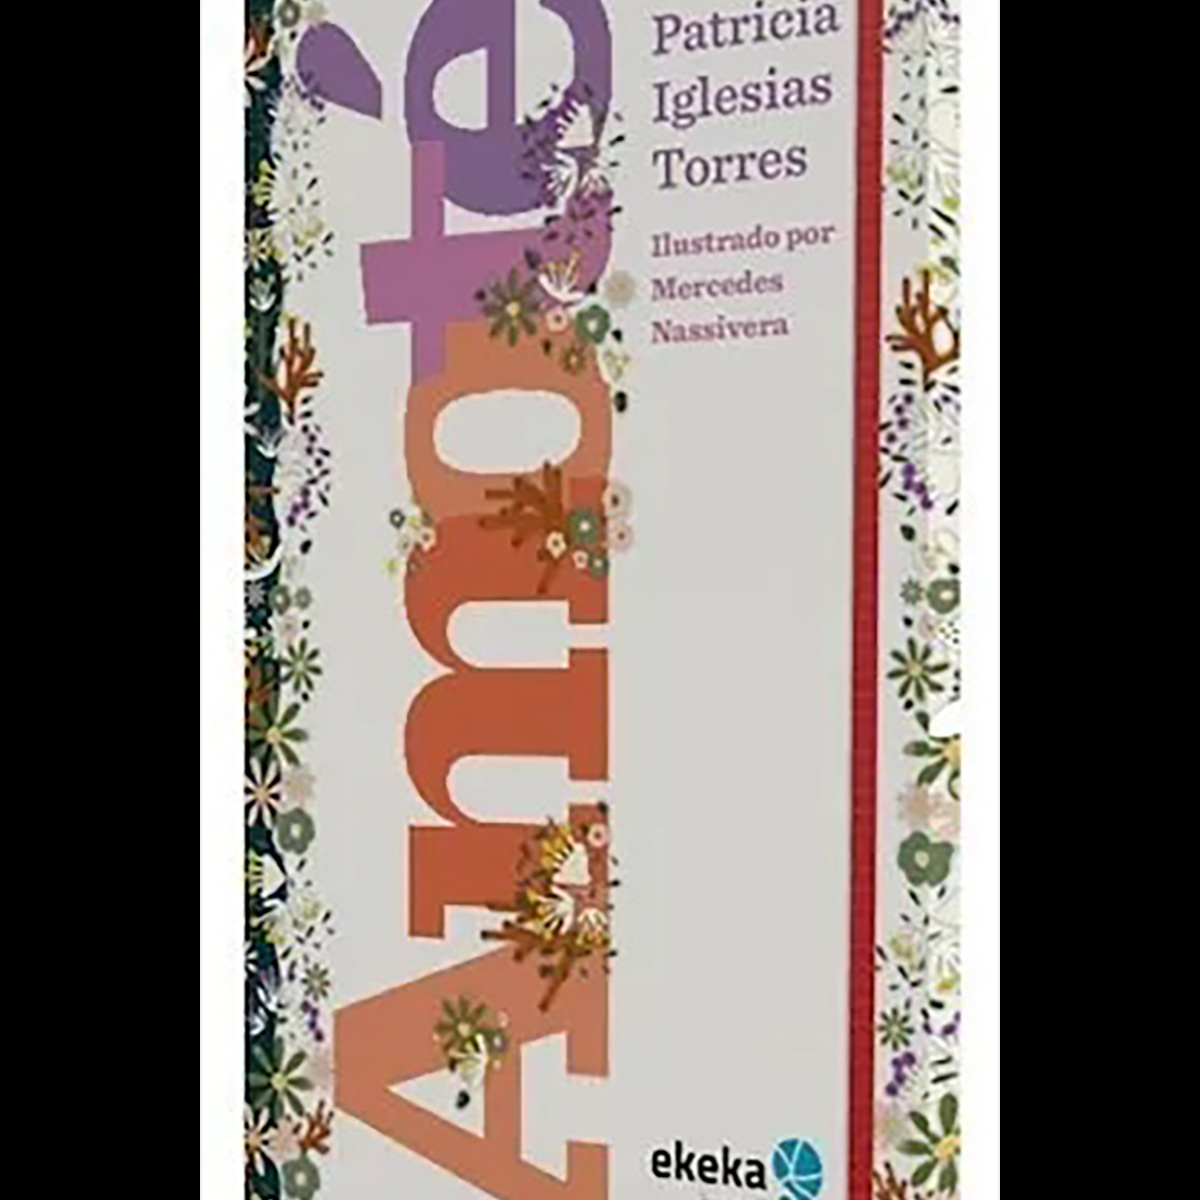 Amoté
Patricia
Iglesias
Torres
Ilustrado por
Mercedes
Nassivera
ekeka